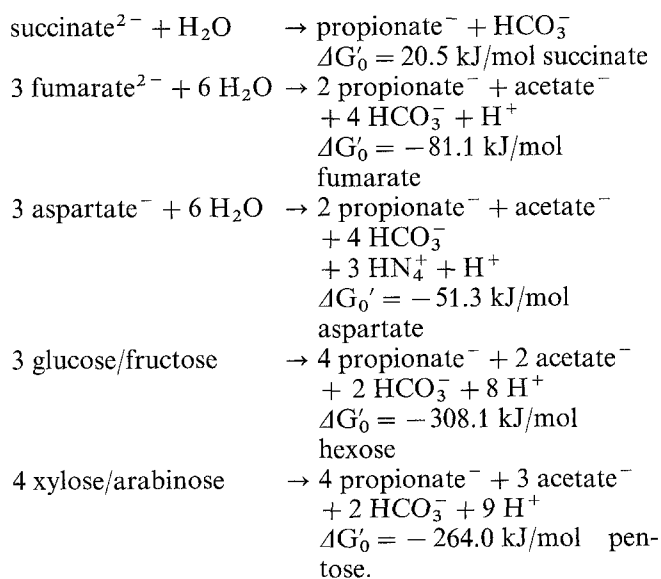 succinate²⁻ + H₂O → propionate⁻ + HCO₃⁻
ΔG′₀ = 20.5 kJ/mol succinate
3 fumarate²⁻ + 6 H₂O → 2 propionate⁻ + acetate⁻
+ 4 HCO₃⁻ + H⁺
ΔG′₀ = −81.1 kJ/mol
fumarate
3 aspartate⁻ + 6 H₂O → 2 propionate⁻ + acetate⁻
+ 4 HCO₃⁻
+ 3 HN₄⁺ + H⁺
ΔG₀′ = −51.3 kJ/mol
aspartate
3 glucose/fructose → 4 propionate⁻ + 2 acetate⁻
+ 2 HCO₃⁻ + 8 H⁺
ΔG′₀ = −308.1 kJ/mol
hexose
4 xylose/arabinose → 4 propionate⁻ + 3 acetate⁻
+ 2 HCO₃⁻ + 9 H⁺
ΔG′₀ = −264.0 kJ/mol pen-
tose.